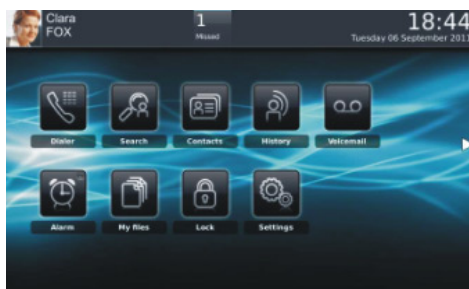 Clara
FOX
1
Missed
18:44
Tuesday 06 September 2011
Dialer
Search
Contacts
History
Voicemail
Alarm
My files
Lock
Settings